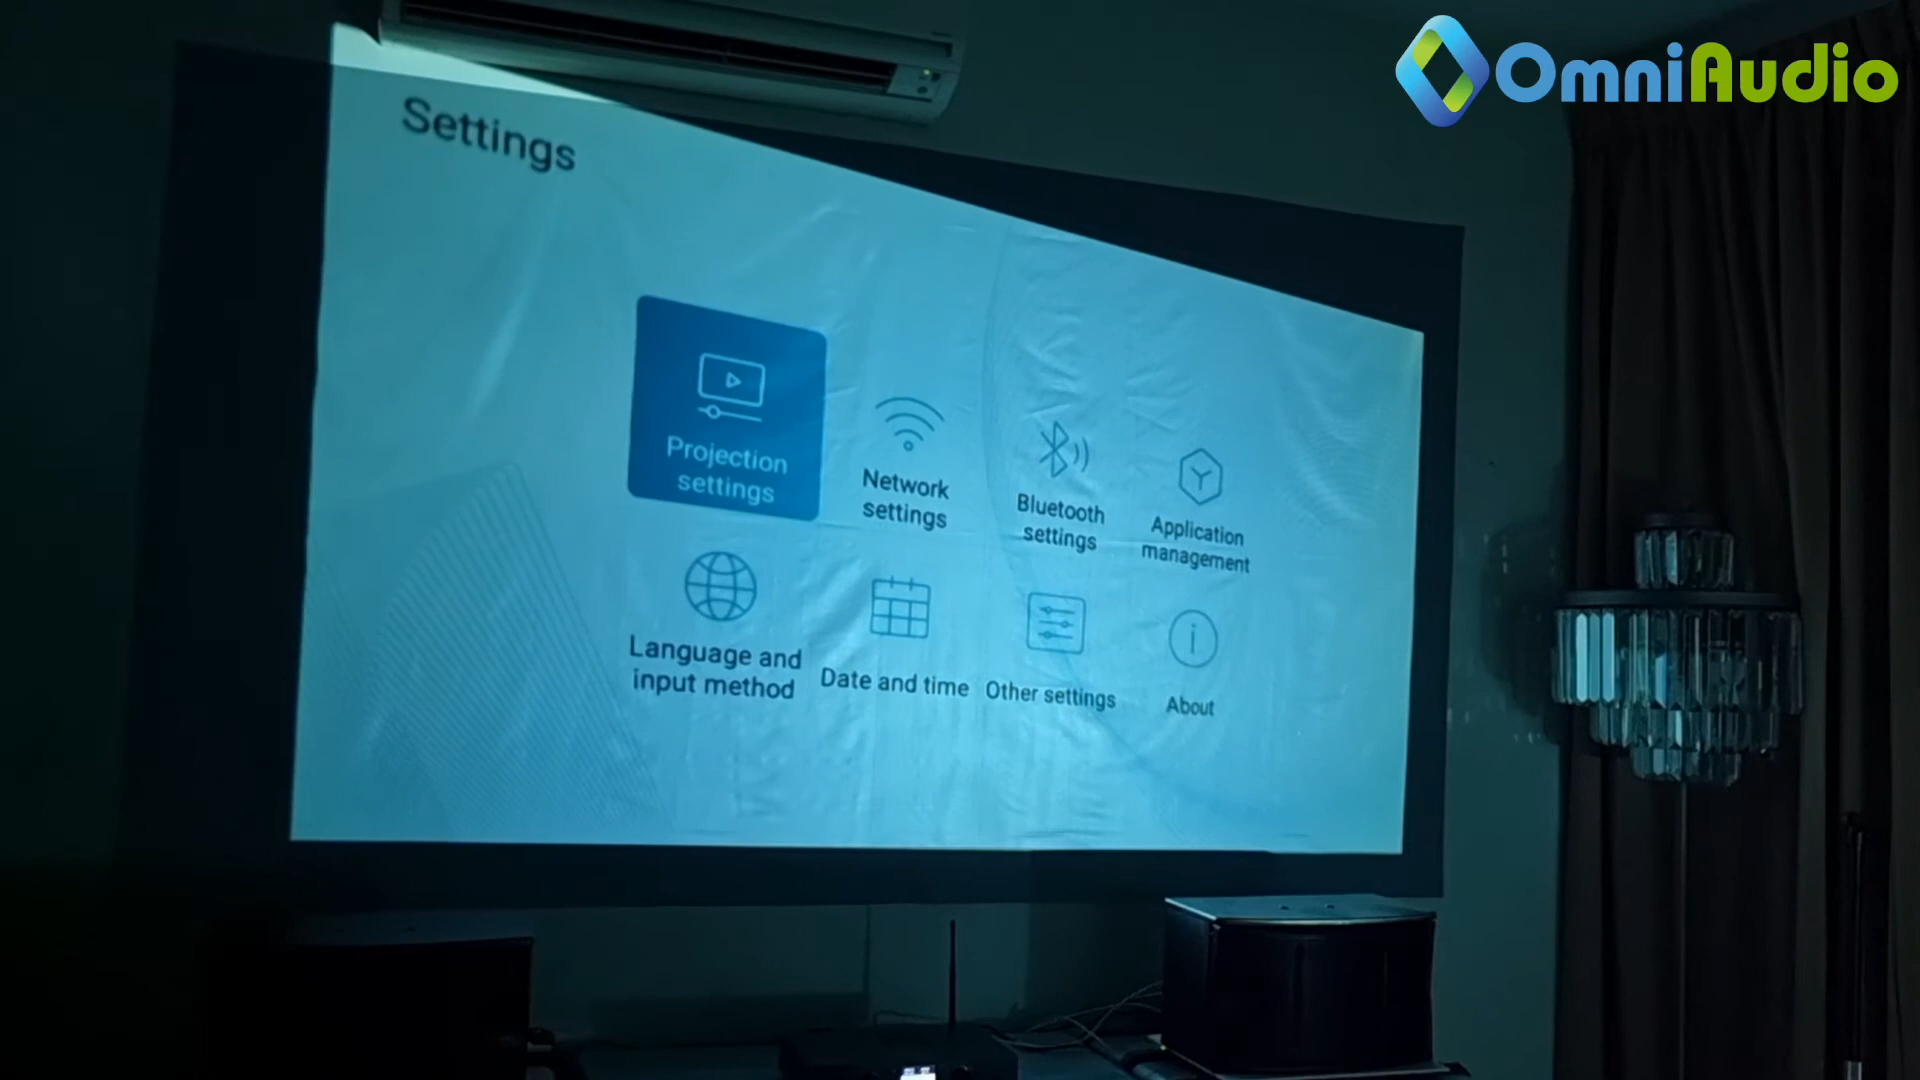 OmniAudio
Settings
Projection
settings
Network
settings
Bluetooth
settings
Application
management
Language and
input method
Date and time
Other settings
About